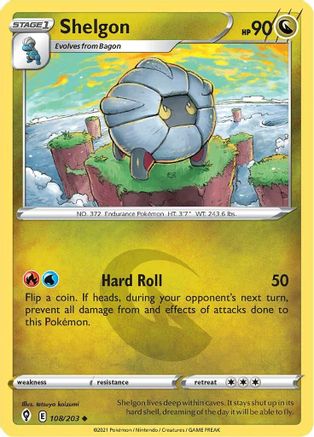 STAGE 1
Shelgon
HP 90
Evolves from Bagon
NO. 372 Endurance Pokémon HT: 3'7" WT: 243.6 lbs.
Hard Roll 50
Flip a coin. If heads, during your opponent's next turn,
prevent all damage from and effects of attacks done to
this Pokémon.
weakness resistance retreat
Illus. tetsuya koizumi
E 108/203
Shelgon lives deep within caves. It stays shut up in its
hard shell, dreaming of the day it will be able to fly.
©2021 Pokémon / Nintendo / Creatures / GAME FREAK